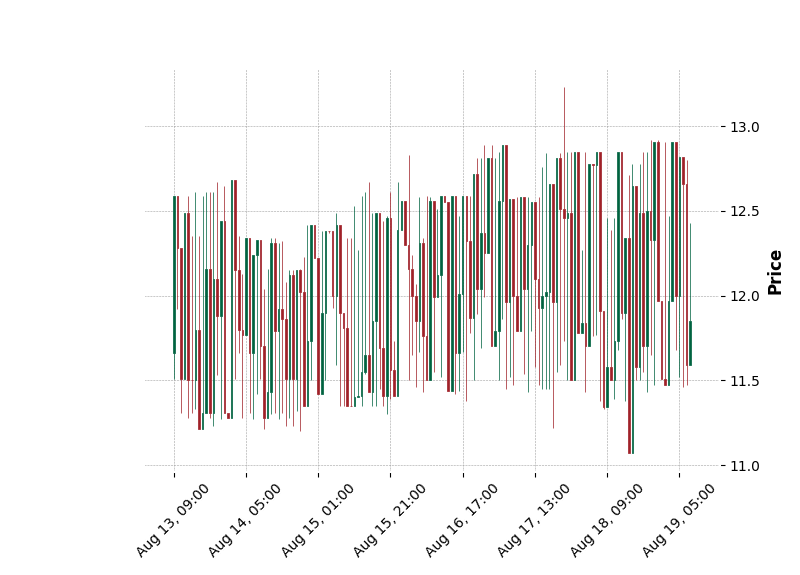 13.0
12.5
12.0
11.5
11.0
Price
Aug 13, 09:00
Aug 14, 05:00
Aug 15, 01:00
Aug 15, 21:00
Aug 16, 17:00
Aug 17, 13:00
Aug 18, 09:00
Aug 19, 05:00